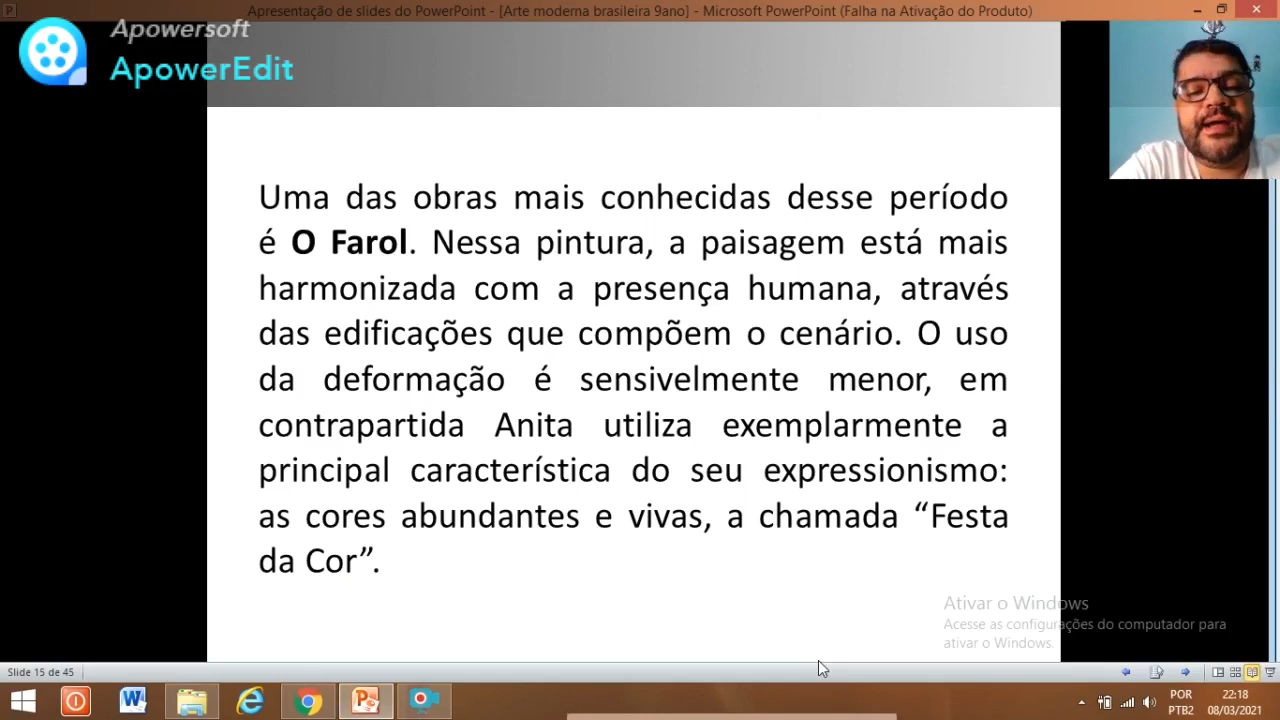 Apresentação de slides do PowerPoint - [Arte moderna brasileira 9ano] - Microsoft PowerPoint (Falha na Ativação do Produto)
Apowersoft
ApowerEdit
Uma das obras mais conhecidas desse período
é O Farol. Nessa pintura, a paisagem está mais
harmonizada com a presença humana, através
das edificações que compõem o cenário. O uso
da deformação é sensivelmente menor, em
contrapartida Anita utiliza exemplarmente a
principal característica do seu expressionismo:
as cores abundantes e vivas, a chamada “Festa
da Cor”.
Ativar o Windows
Acesse as configurações do computador para
ativar o Windows.
Slide 15 de 45
POR
PTB2
22:18
08/03/2021